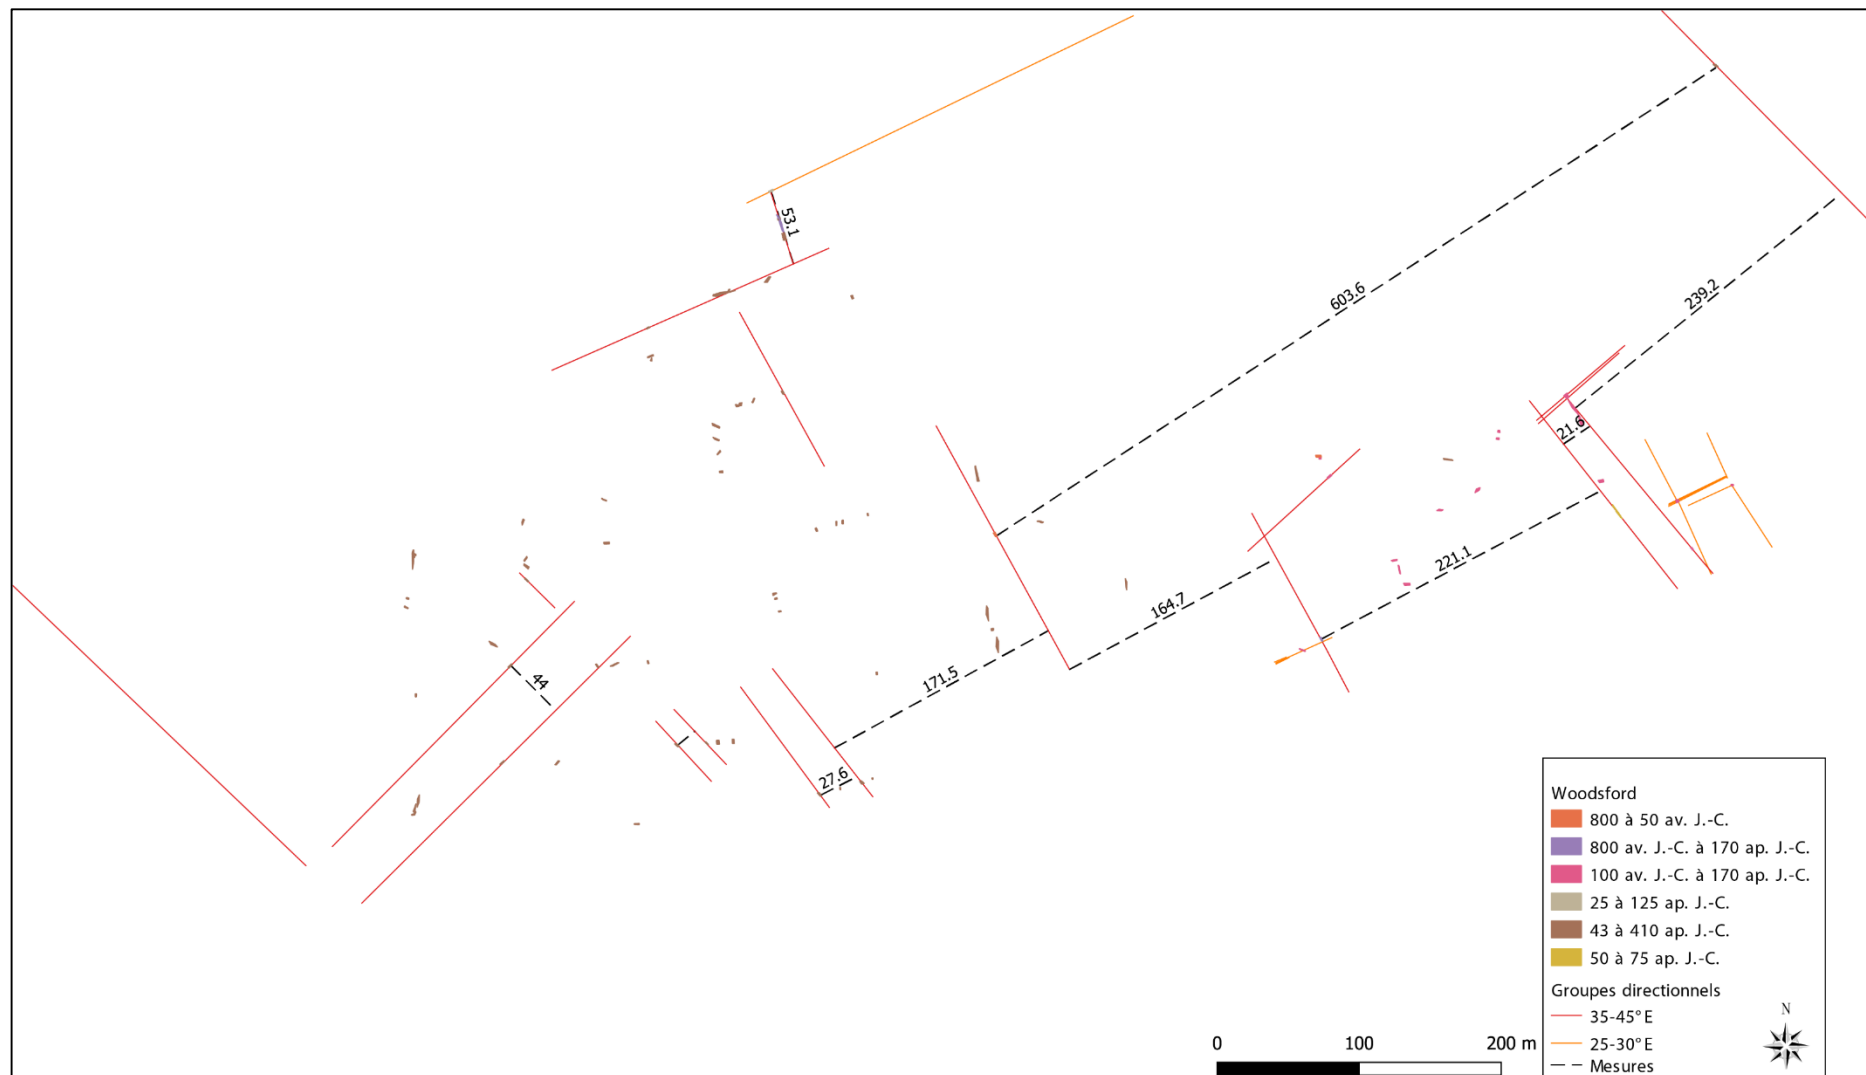 53.1
603.6
239.2
21.6
221.1
164.7
171.5
44
27.6
Woodsford
800 à 50 av. J.-C.
800 av. J.-C. à 170 ap. J.-C.
100 av. J.-C. à 170 ap. J.-C.
25 à 125 ap. J.-C.
43 à 410 ap. J.-C.
50 à 75 ap. J.-C.
Groupes directionnels
35-45° E
25-30° E
Mesures
N
0 100 200 m